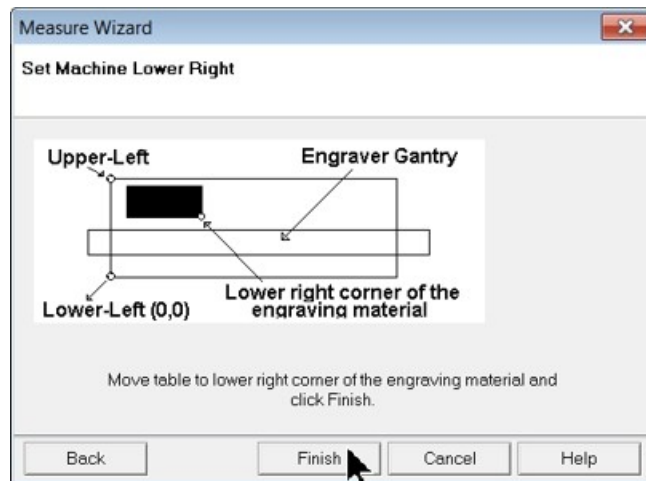 Measure Wizard
Set Machine Lower Right
Upper-Left
Engraver Gantry
Lower right corner of the
engraving material
Lower-Left (0,0)
Move table to lower right corner of the engraving material and
click Finish.
Back
Finish
Cancel
Help